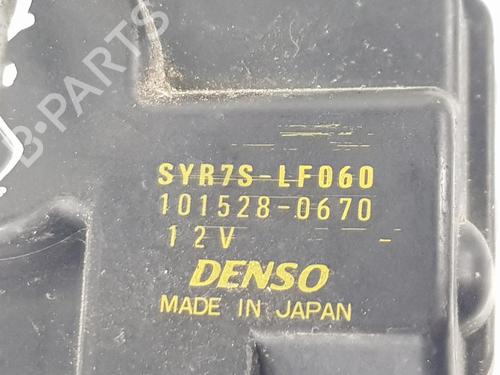 B-PARTS
SYR7S-LF060
101528-0670
12V -
DENSO
MADE IN JAPAN